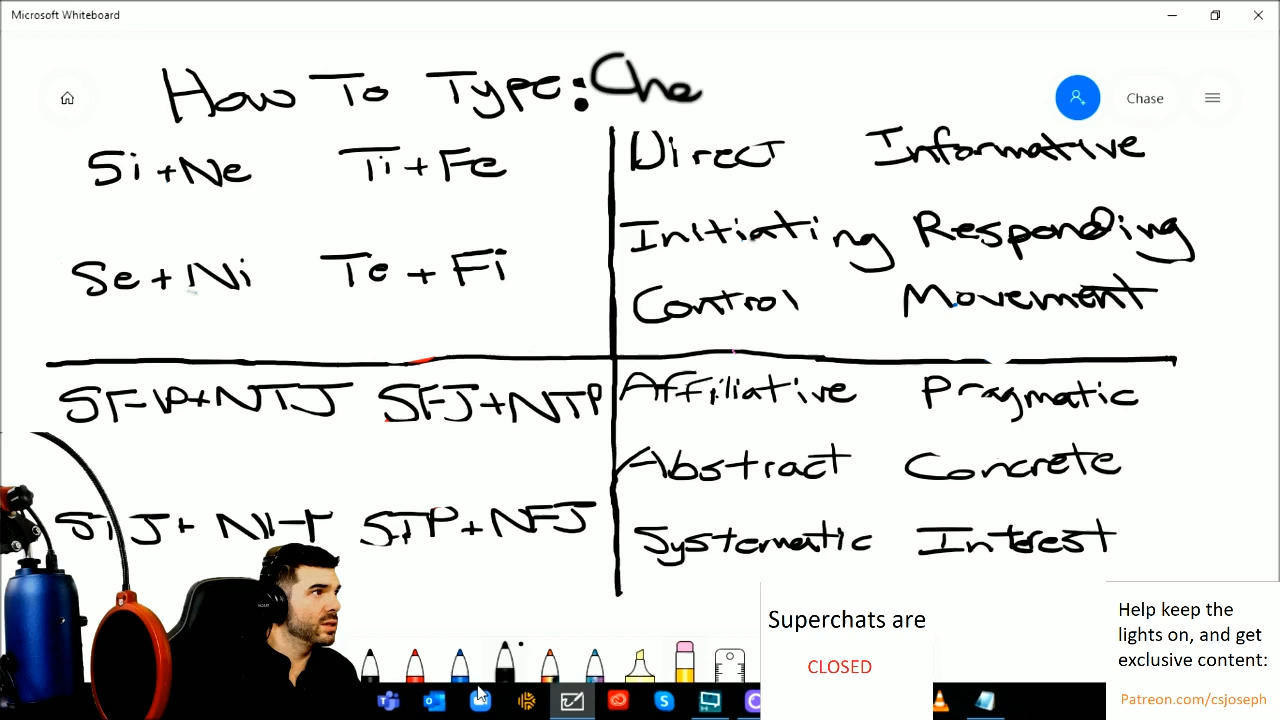 Microsoft Whiteboard
How To Type: Che
Chase
Si+Ne Ti+Fe
Se+Ni Te+Fi
Direct Informative
Initiating Responding
Control Movement
SFP+NTJ SFJ+NTP
STJ+NFP STP+NFJ
Affiliative Pragmatic
Abstract Concrete
Systematic Interest
Superchats are
CLOSED
Help keep the
lights on, and get
exclusive content:
Patreon.com/csjoseph